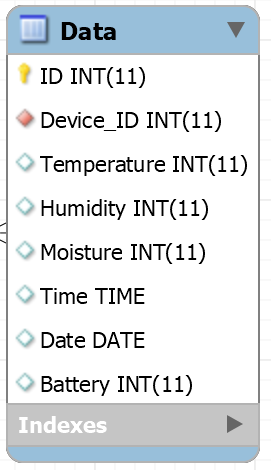 Data
ID INT(11)
Device_ID INT(11)
Temperature INT(11)
Humidity INT(11)
Moisture INT(11)
Time TIME
Date DATE
Battery INT(11)
Indexes